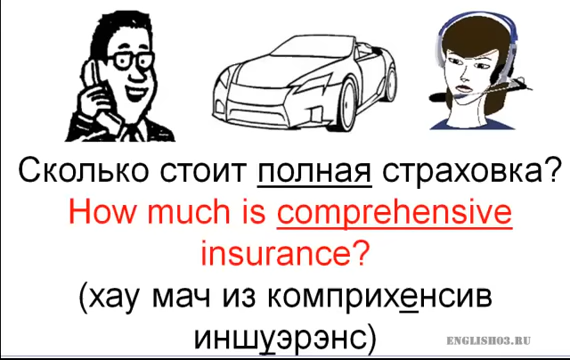 Сколько стоит полная страховка?
How much is comprehensive
insurance?
(хау мач из комприхенсив
иншуэрэнс)
ENGLISH03.RU